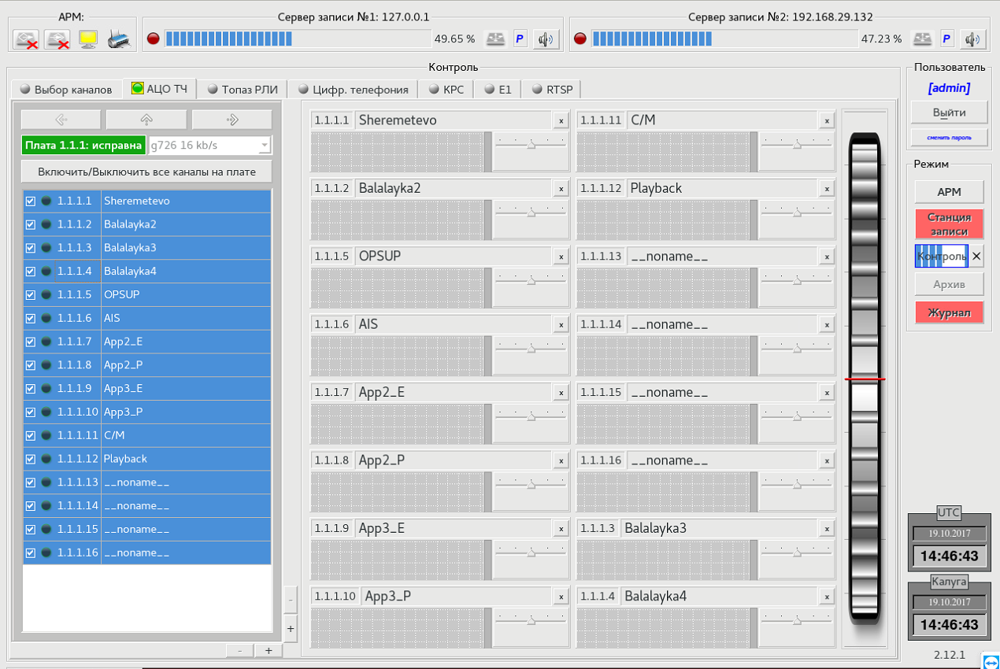 АРМ:
Сервер записи №1: 127.0.0.1
Сервер записи №2: 192.168.29.132
49.65 %
P
47.23 %
P
Контроль
Выбор каналов
АЦО ТЧ
Топаз РЛИ
Цифр. телефония
КРС
E1
RTSP
Плата 1.1.1: исправна
g726 16 kb/s
Включить/Выключить все каналы на плате
1.1.1.1 Sheremetevo
1.1.1.2 Balalayka2
1.1.1.3 Balalayka3
1.1.1.4 Balalayka4
1.1.1.5 OPSUP
1.1.1.6 AIS
1.1.1.7 App2_E
1.1.1.8 App2_P
1.1.1.9 App3_E
1.1.1.10 App3_P
1.1.1.11 C/M
1.1.1.12 Playback
1.1.1.13 __noname__
1.1.1.14 __noname__
1.1.1.15 __noname__
1.1.1.16 __noname__
-
+
-
+
1.1.1.1 Sheremetevo x
1.1.1.11 C/M x
1.1.1.2 Balalayka2 x
1.1.1.12 Playback x
1.1.1.5 OPSUP x
1.1.1.13 __noname__ x
1.1.1.6 AIS x
1.1.1.14 __noname__ x
1.1.1.7 App2_E x
1.1.1.15 __noname__ x
1.1.1.8 App2_P x
1.1.1.16 __noname__ x
1.1.1.9 App3_E x
1.1.1.3 Balalayka3 x
1.1.1.10 App3_P x
1.1.1.4 Balalayka4 x
Пользователь
[admin]
Выйти
сменить пароль
Режим
АРМ
Станция
записи
Контроль
Архив
Журнал
UTC
19.10.2017
14:46:43
Калуга
19.10.2017
14:46:43
2.12.1